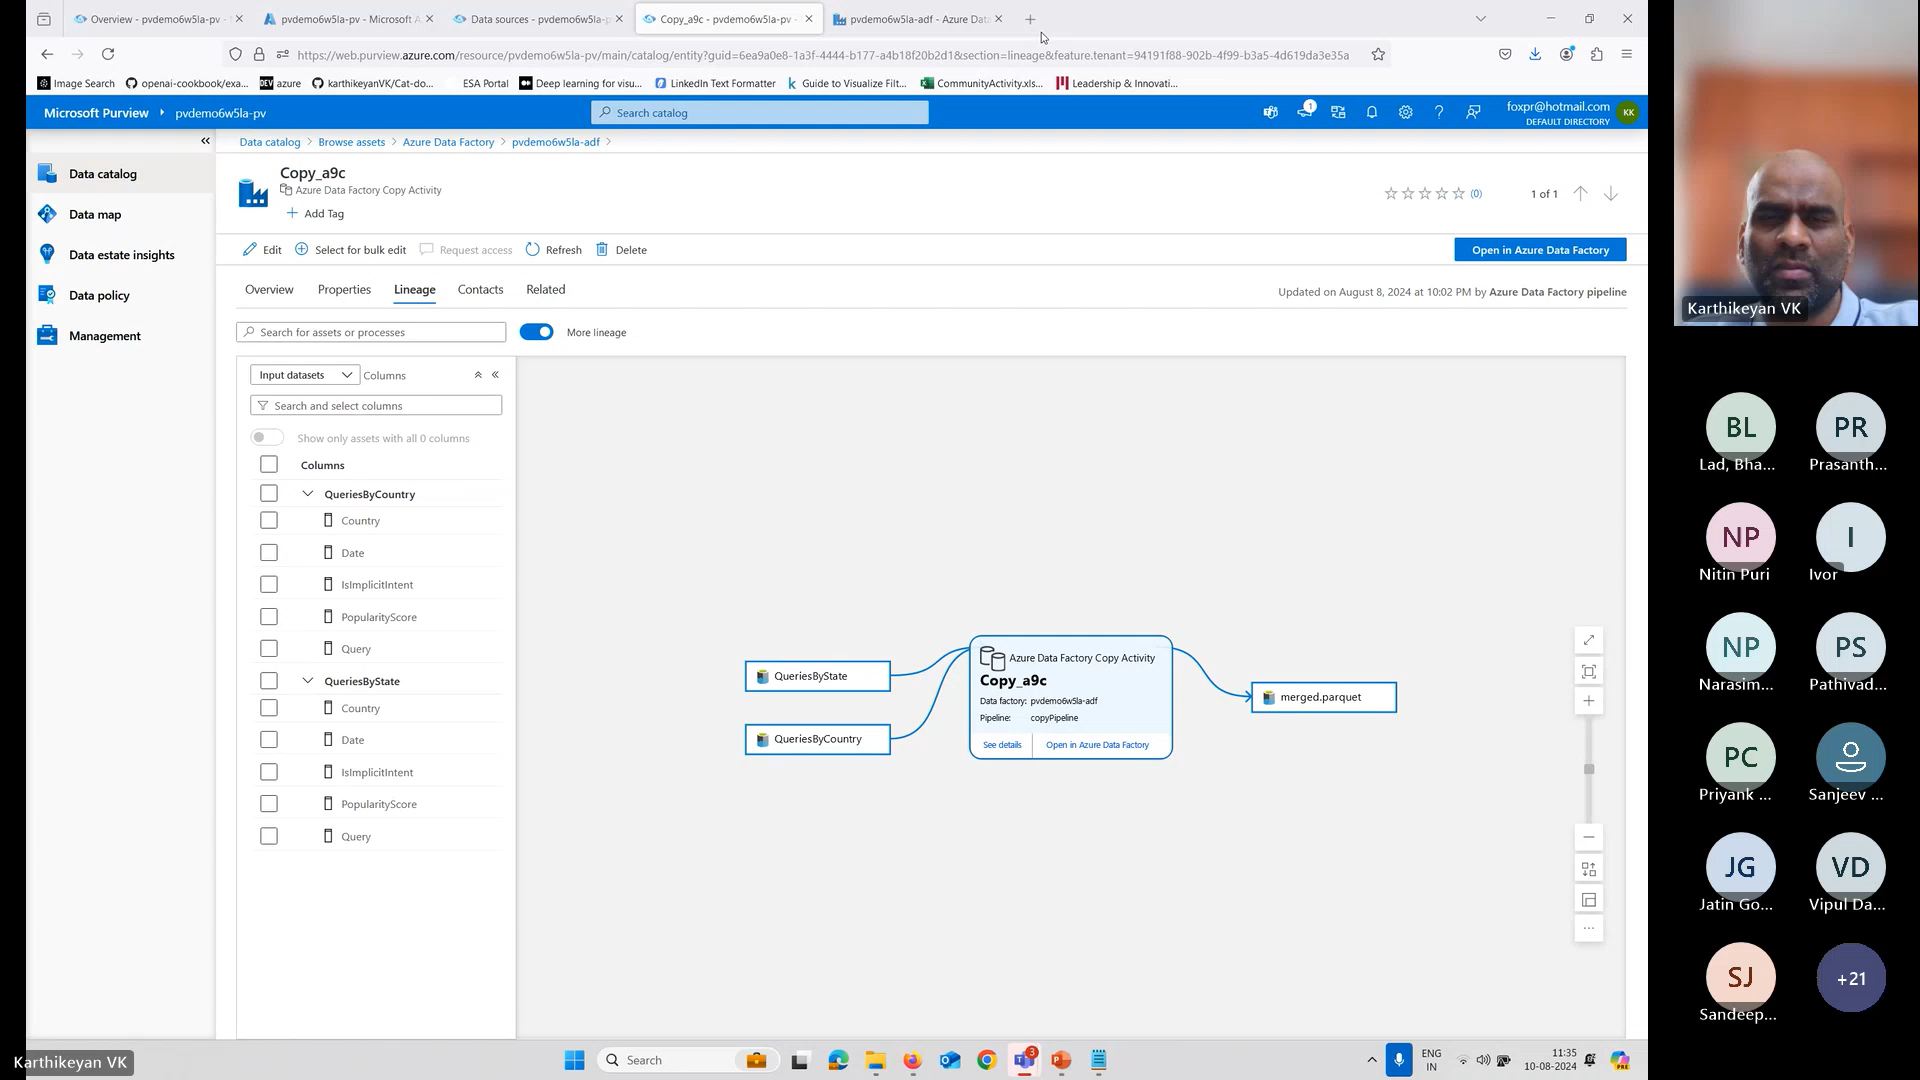 Overview - pvdemo6w5la-pv -
pvdemo6w5la-pv - Microsoft A
Data sources - pvdemo6w5la-p
Copy_a9c - pvdemo6w5la-pv -
pvdemo6w5la-adf - Azure Dat
https://web.purview.azure.com/resource/pvdemo6w5la-pv/main/catalog/entity?guid=6ea9a0e8-1a3f-4444-b177-a4b18f20b2d1&section=lineage&feature.tenant=94191f88-902b-4f99-b3a5-4d619da3e35a
Image Search
openai-cookbook/exa...
DEV azure
karthikeyanVK/Cat-do...
ESA Portal
Deep learning for visu...
LinkedIn Text Formatter
Guide to Visualize Filt...
CommunityActivity.xls...
Leadership & Innovati...
Microsoft Purview
pvdemo6w5la-pv
Search catalog
1
foxpr@hotmail.com
DEFAULT DIRECTORY
KK
Data catalog
Browse assets
Azure Data Factory
pvdemo6w5la-adf
Data catalog
Data map
Data estate insights
Data policy
Management
Copy_a9c
Azure Data Factory Copy Activity
Add Tag
(0)
1 of 1
Edit
Select for bulk edit
Request access
Refresh
Delete
Open in Azure Data Factory
Overview
Properties
Lineage
Contacts
Related
Updated on August 8, 2024 at 10:02 PM by Azure Data Factory pipeline
Search for assets or processes
More lineage
Input datasets
Columns
Search and select columns
Show only assets with all 0 columns
Columns
QueriesByCountry
Country
Date
IsImplicitIntent
PopularityScore
Query
QueriesByState
Country
Date
IsImplicitIntent
PopularityScore
Query
QueriesByState
QueriesByCountry
Azure Data Factory Copy Activity
Copy_a9c
Data factory: pvdemo6w5la-adf
Pipeline: copyPipeline
See details
Open in Azure Data Factory
merged.parquet
Karthikeyan VK
BL
Lad, Bha...
PR
Prasanth...
NP
Nitin Puri
I
Ivor
NP
Narasim...
PS
Pathivad...
PC
Priyank ...
Sanjeev ...
JG
Jatin Go...
VD
Vipul Da...
SJ
Sandeep...
+21
Karthikeyan VK
Search
3
ENG
IN
11:35
10-08-2024
PRE